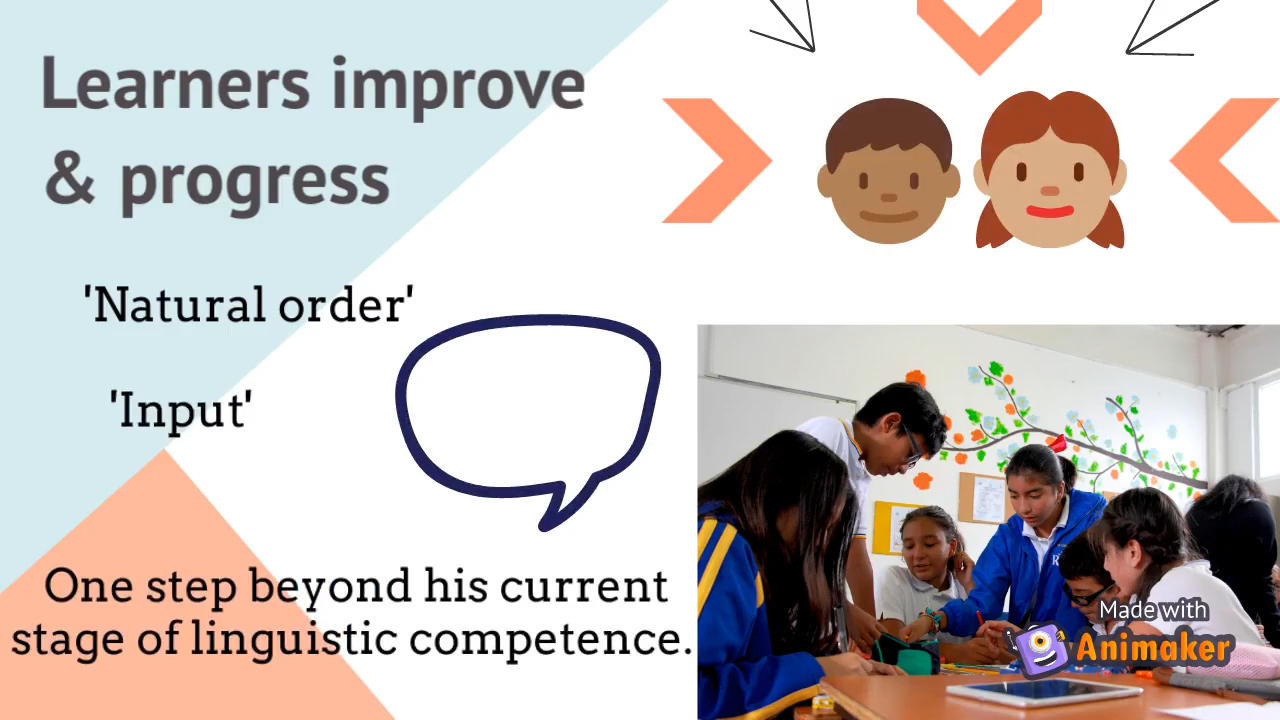 Learners improve
& progress
'Natural order'
'Input'
One step beyond his current
stage of linguistic competence.
Made with
Animaker